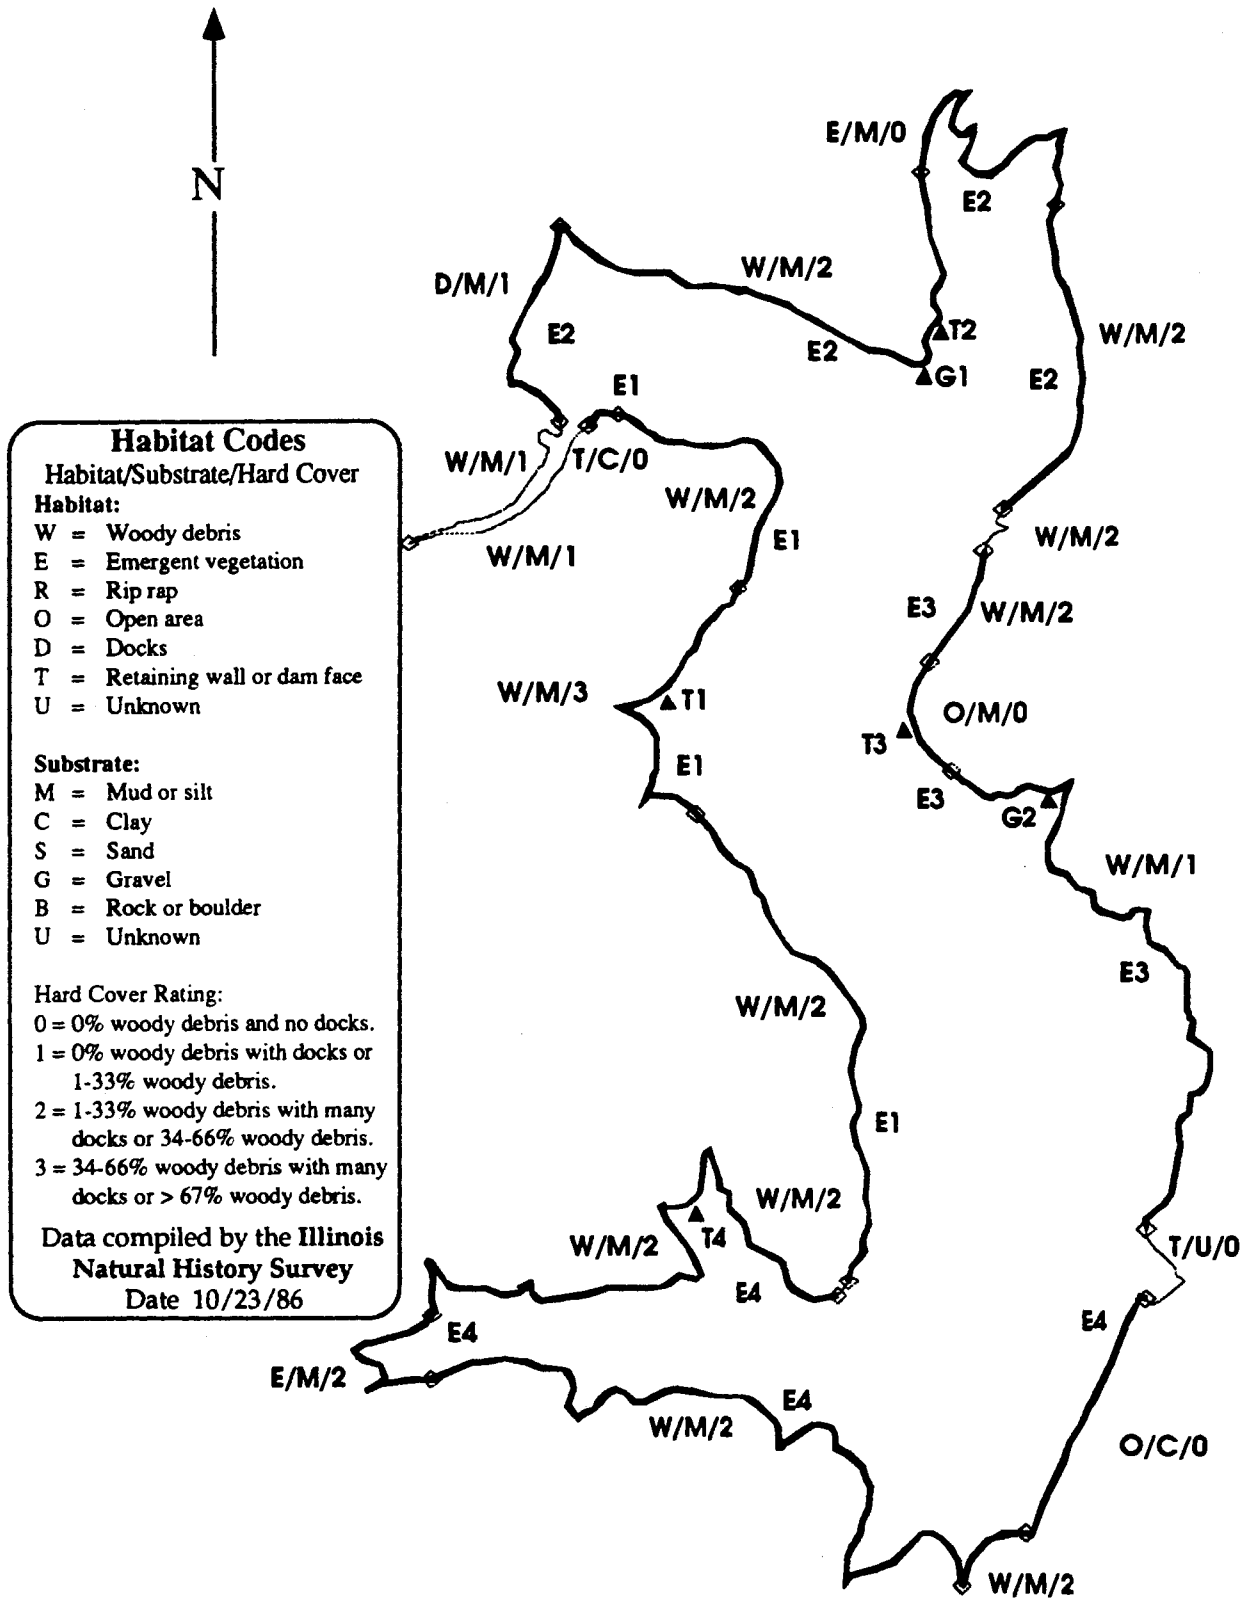 N
E/M/0
E2
W/M/2
D/M/1
E2
E2
T2
G1
W/M/2
E2
E1
W/M/1
T/C/0
W/M/2
E1
W/M/1
W/M/2
E3
W/M/2
W/M/3
T1
O/M/0
T3
E1
E3
G2
W/M/1
E3
W/M/2
E1
W/M/2
T4
W/M/2
E4
T/U/0
E4
E4
E/M/2
E4
W/M/2
O/C/0
W/M/2
Habitat Codes
Habitat/Substrate/Hard Cover
Habitat:
W = Woody debris
E = Emergent vegetation
R = Rip rap
O = Open area
D = Docks
T = Retaining wall or dam face
U = Unknown
Substrate:
M = Mud or silt
C = Clay
S = Sand
G = Gravel
B = Rock or boulder
U = Unknown
Hard Cover Rating:
0 = 0% woody debris and no docks.
1 = 0% woody debris with docks or
1-33% woody debris.
2 = 1-33% woody debris with many
docks or 34-66% woody debris.
3 = 34-66% woody debris with many
docks or > 67% woody debris.
Data compiled by the Illinois
Natural History Survey
Date 10/23/86